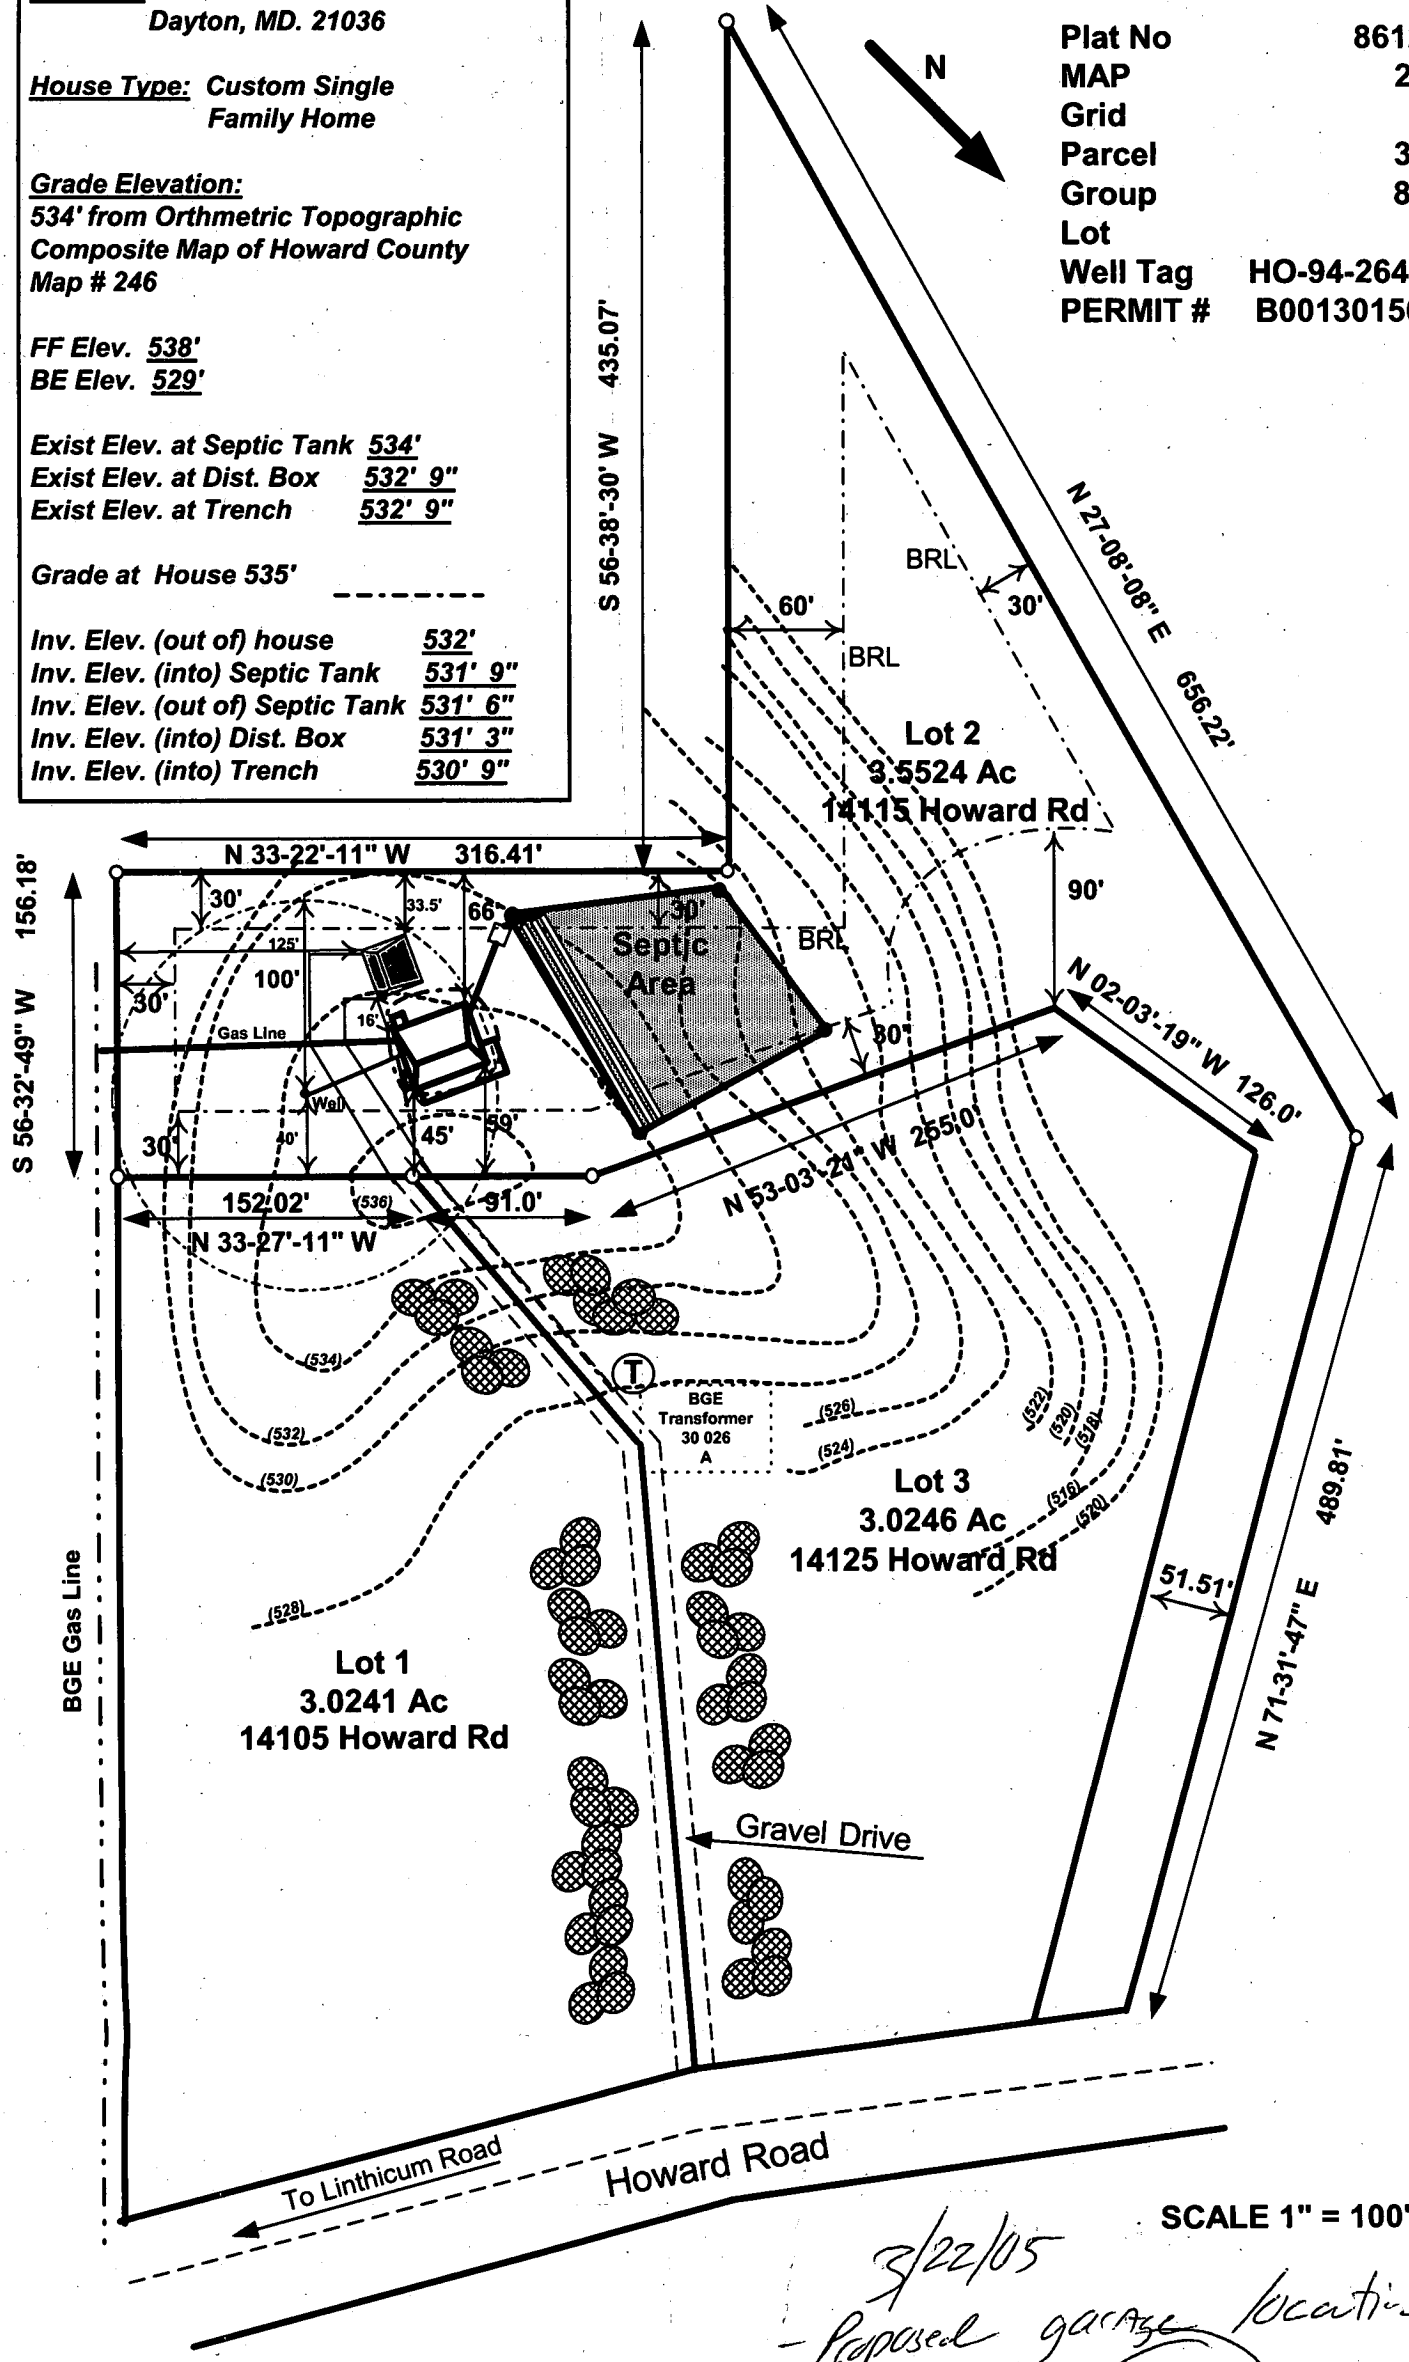 Dayton, MD. 21036
House Type: Custom Single
Family Home
Grade Elevation:
534' from Orthmetric Topographic
Composite Map of Howard County
Map # 246
FF Elev. 538'
BE Elev. 529'
Exist Elev. at Septic Tank 534'
Exist Elev. at Dist. Box 532' 9"
Exist Elev. at Trench 532' 9"
Grade at House 535'
Inv. Elev. (out of) house 532'
Inv. Elev. (into) Septic Tank 531' 9"
Inv. Elev. (out of) Septic Tank 531' 6"
Inv. Elev. (into) Dist. Box 531' 3"
Inv. Elev. (into) Trench 530' 9"
N
Plat No
MAP
Grid
Parcel
Group
Lot
Well Tag
PERMIT #
S 56-38'-30' W 435.07'
N 27-08'-08" E 656.22'
BRL
30'
60'
BRL
Lot 2
3.5524 Ac
14115 Howard Rd
90'
N 33-22'-11" W 316.41'
S 56-32'-49" W 156.18'
30'
33.5'
66'
30'
125'
100'
30'
Septic
Area
BRL
16'
Gas Line
Well
30'
40'
45'
59'
30'
N 02-03'-19" W 126.0'
N 53-03'-21" W 255.0'
152.02'
(536)
91.0'
N 33-27'-11" W
(534)
(532)
(530)
(528)
T
BGE
Transformer
30 026
A
(526)
(524)
(522)
(520)
(518)
(516)
(520)
Lot 3
3.0246 Ac
14125 Howard Rd
51.51'
N 71-31'-47" E 489.81'
BGE Gas Line
Lot 1
3.0241 Ac
14105 Howard Rd
Gravel Drive
To Linthicum Road
Howard Road
SCALE 1" = 100'
3/22/05
- Proposed garage